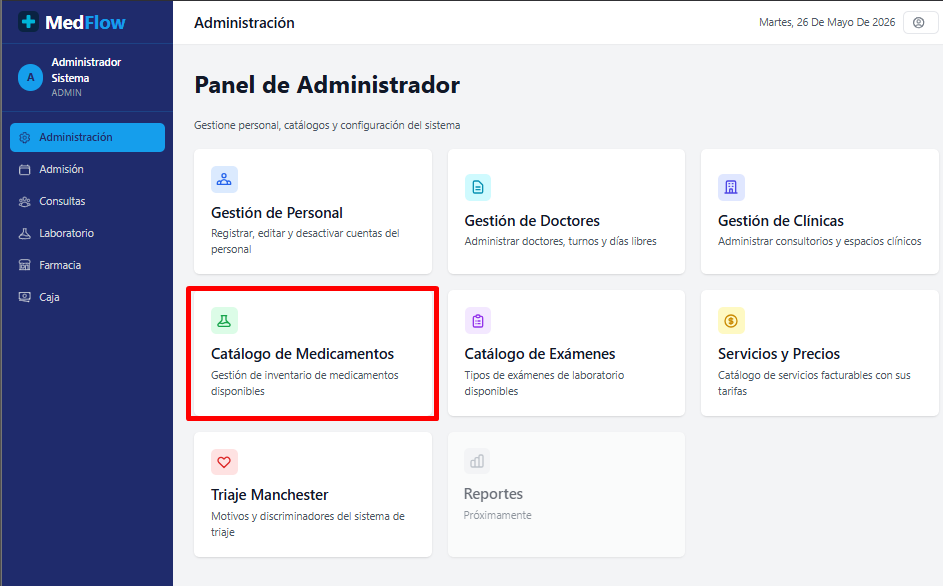 MedFlow
Administración
Martes, 26 De Mayo De 2026
A
Administrador
Sistema
ADMIN
Administración
Admisión
Consultas
Laboratorio
Farmacia
Caja
Panel de Administrador
Gestione personal, catálogos y configuración del sistema
Gestión de Personal
Registrar, editar y desactivar cuentas del
personal
Gestión de Doctores
Administrar doctores, turnos y días libres
Gestión de Clínicas
Administrar consultorios y espacios clínicos
Catálogo de Medicamentos
Gestión de inventario de medicamentos
disponibles
Catálogo de Exámenes
Tipos de exámenes de laboratorio
disponibles
$
Servicios y Precios
Catálogo de servicios facturables con sus
tarifas
Triaje Manchester
Motivos y discriminadores del sistema de
triaje
Reportes
Próximamente